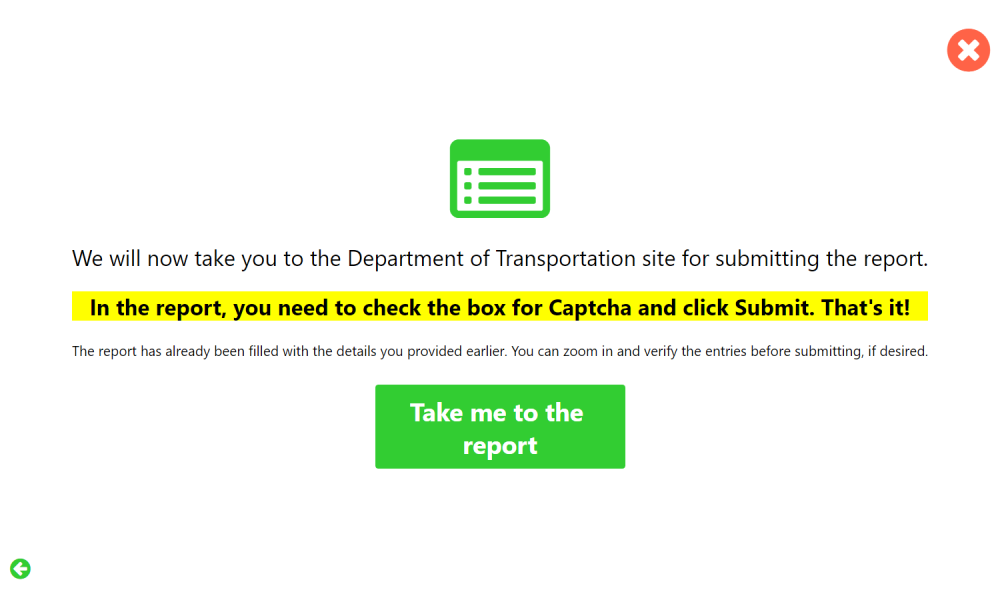 We will now take you to the Department of Transportation site for submitting the report.
In the report, you need to check the box for Captcha and click Submit. That's it!
The report has already been filled with the details you provided earlier. You can zoom in and verify the entries before submitting, if desired.
Take me to the
report